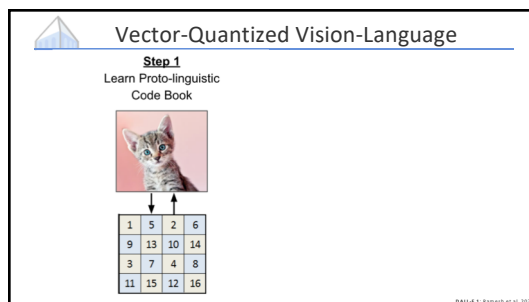 Vector-Quantized Vision-Language
Step 1
Learn Proto-linguistic
Code Book
1 5 2 6
9 13 10 14
3 7 4 8
11 15 12 16